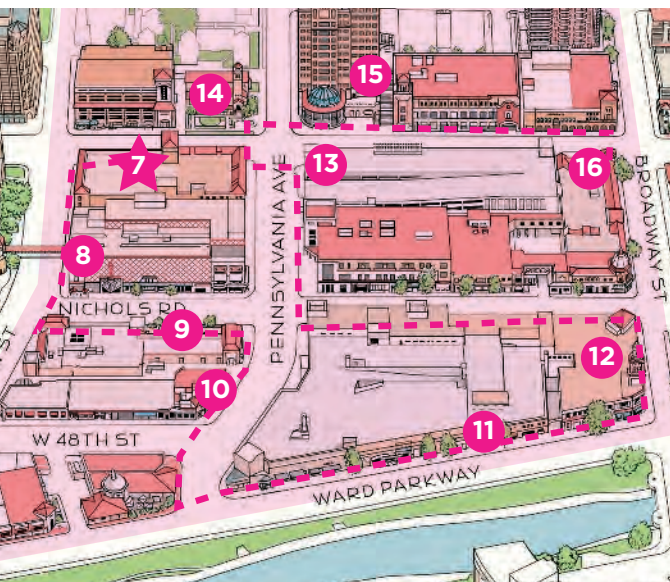 15
14
7
13
16
PENNSYLVANIA AVE
BROADWAY ST
8
NICHOLS RD
ST
9
12
10
11
W 48TH ST
WARD PARKWAY